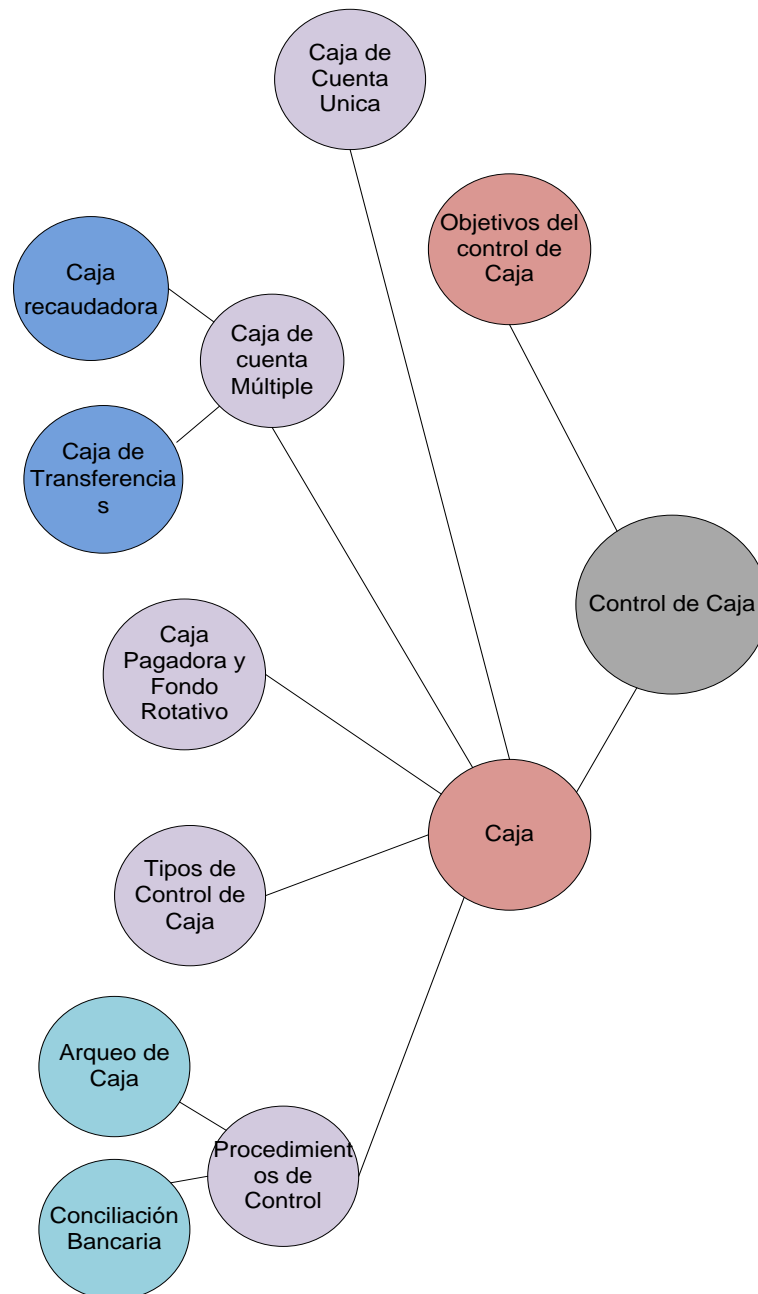 Caja de
Cuenta
Unica
Objetivos del
control de
Caja
Caja
recaudadora
Caja de
cuenta
Múltiple
Caja de
Transferencia
s
Control de Caja
Caja
Pagadora y
Fondo
Rotativo
Caja
Tipos de
Control de
Caja
Arqueo de
Caja
Procedimient
os de
Control
Conciliación
Bancaria